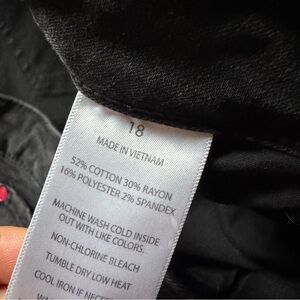 18
MADE IN VIETNAM
52% COTTON 30% RAYON
16% POLYESTER 2% SPANDEX
MACHINE WASH COLD INSIDE
OUT WITH LIKE COLORS.
NON-CHLORINE BLEACH
TUMBLE DRY LOW HEAT
COOL IRON IF